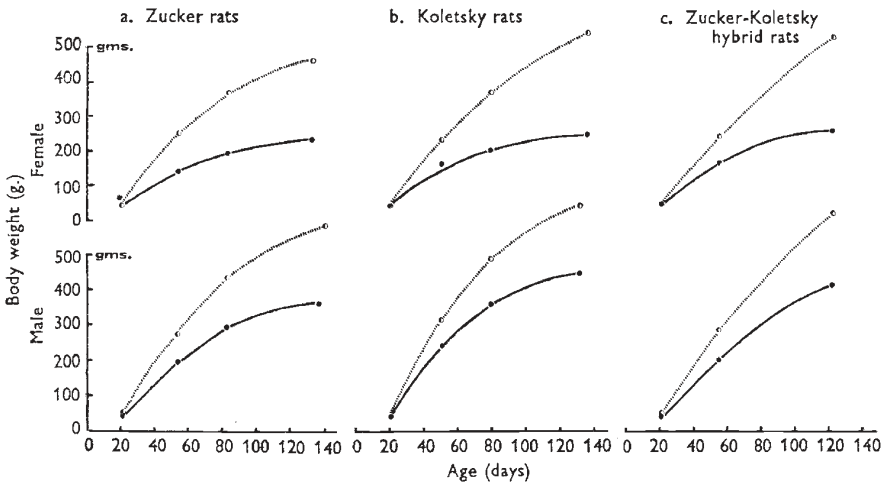 a. Zucker rats
b. Koletsky rats
c. Zucker-Koletsky
hybrid rats
Body weight (g.)
Female
500 gms.
400
300
200
100
0
Male
500 gms.
400
300
200
100
0
0 20 40 60 80 100 120 140
0 20 40 60 80 100 120 140
0 20 40 60 80 100 120 140
Age (days)